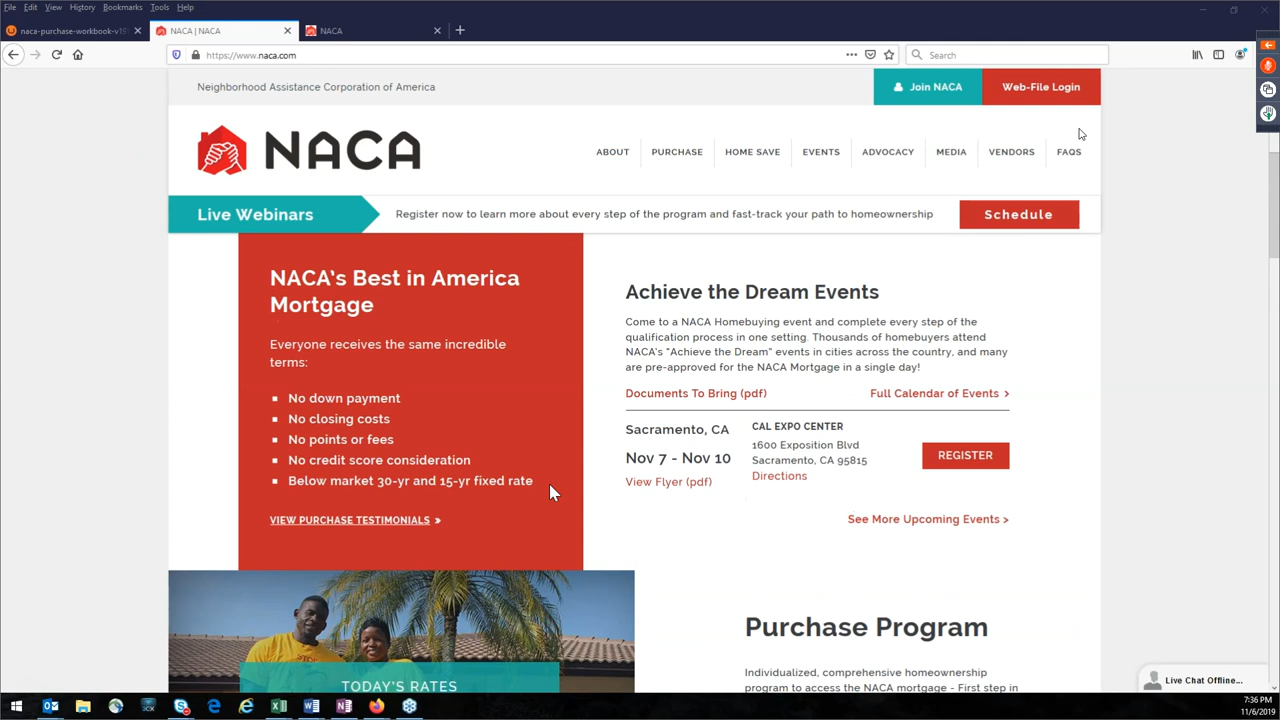 File Edit View History Bookmarks Tools Help
naca-purchase-workbook-v19
NACA | NACA
NACA
https://www.naca.com
Search
Neighborhood Assistance Corporation of America
Join NACA
Web-File Login
NACA
ABOUT
PURCHASE
HOME SAVE
EVENTS
ADVOCACY
MEDIA
VENDORS
FAQS
Live Webinars
Register now to learn more about every step of the program and fast-track your path to homeownership
Schedule
NACA's Best in America
Mortgage
Everyone receives the same incredible
terms:
No down payment
No closing costs
No points or fees
No credit score consideration
Below market 30-yr and 15-yr fixed rate
VIEW PURCHASE TESTIMONIALS
Achieve the Dream Events
Come to a NACA Homebuying event and complete every step of the
qualification process in one setting. Thousands of homebuyers attend
NACA's "Achieve the Dream" events in cities across the country, and many
are pre-approved for the NACA Mortgage in a single day!
Documents To Bring (pdf)
Full Calendar of Events >
Sacramento, CA
Nov 7 - Nov 10
View Flyer (pdf)
CAL EXPO CENTER
1600 Exposition Blvd
Sacramento, CA 95815
Directions
REGISTER
See More Upcoming Events >
TODAY'S RATES
Purchase Program
Individualized, comprehensive homeownership
program to access the NACA mortgage - First step in
Live Chat Offline...
7:36 PM
11/6/2019